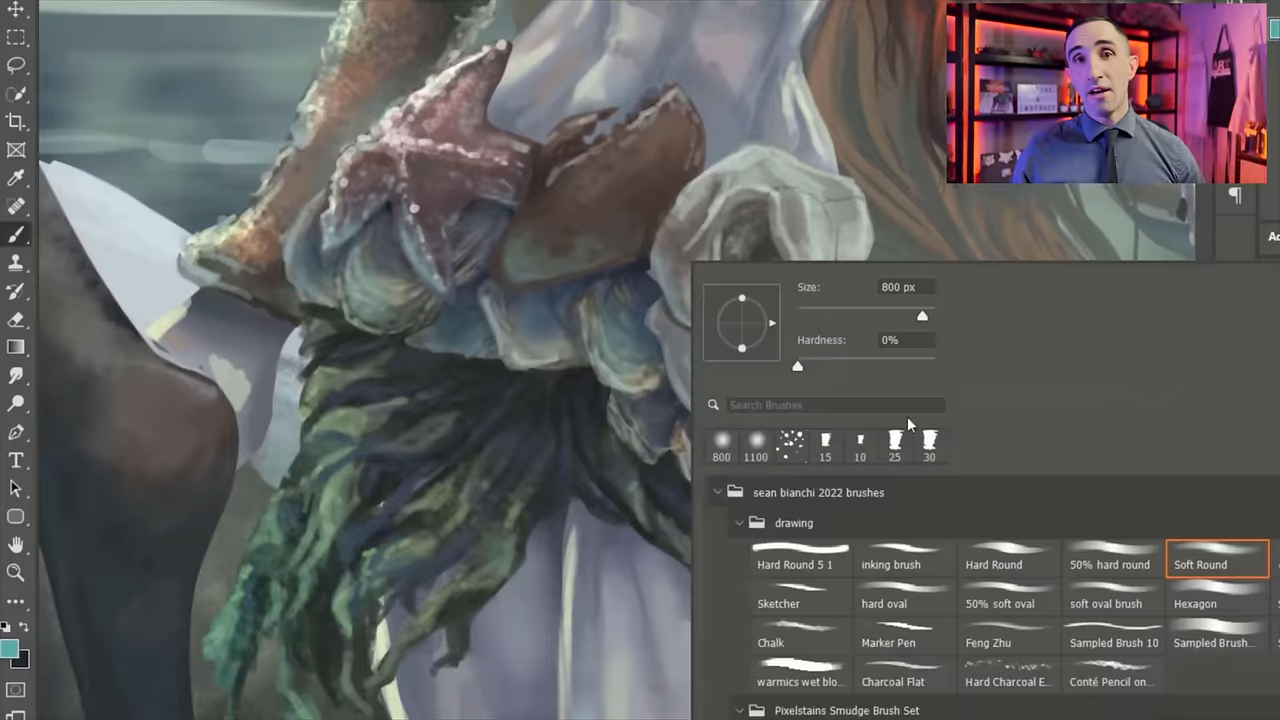 Size:
800 px
Hardness:
0%
Search Brushes
800 1100 15 10 25 30
sean bianchi 2022 brushes
drawing
Hard Round 5 1 inking brush Hard Round 50% hard round Soft Round
Sketcher hard oval 50% soft oval soft oval brush Hexagon
Chalk Marker Pen Feng Zhu Sampled Brush 10 Sampled Brush...
warmics wet blo... Charcoal Flat Hard Charcoal E... Conté Pencil on...
Pixelstains Smudge Brush Set